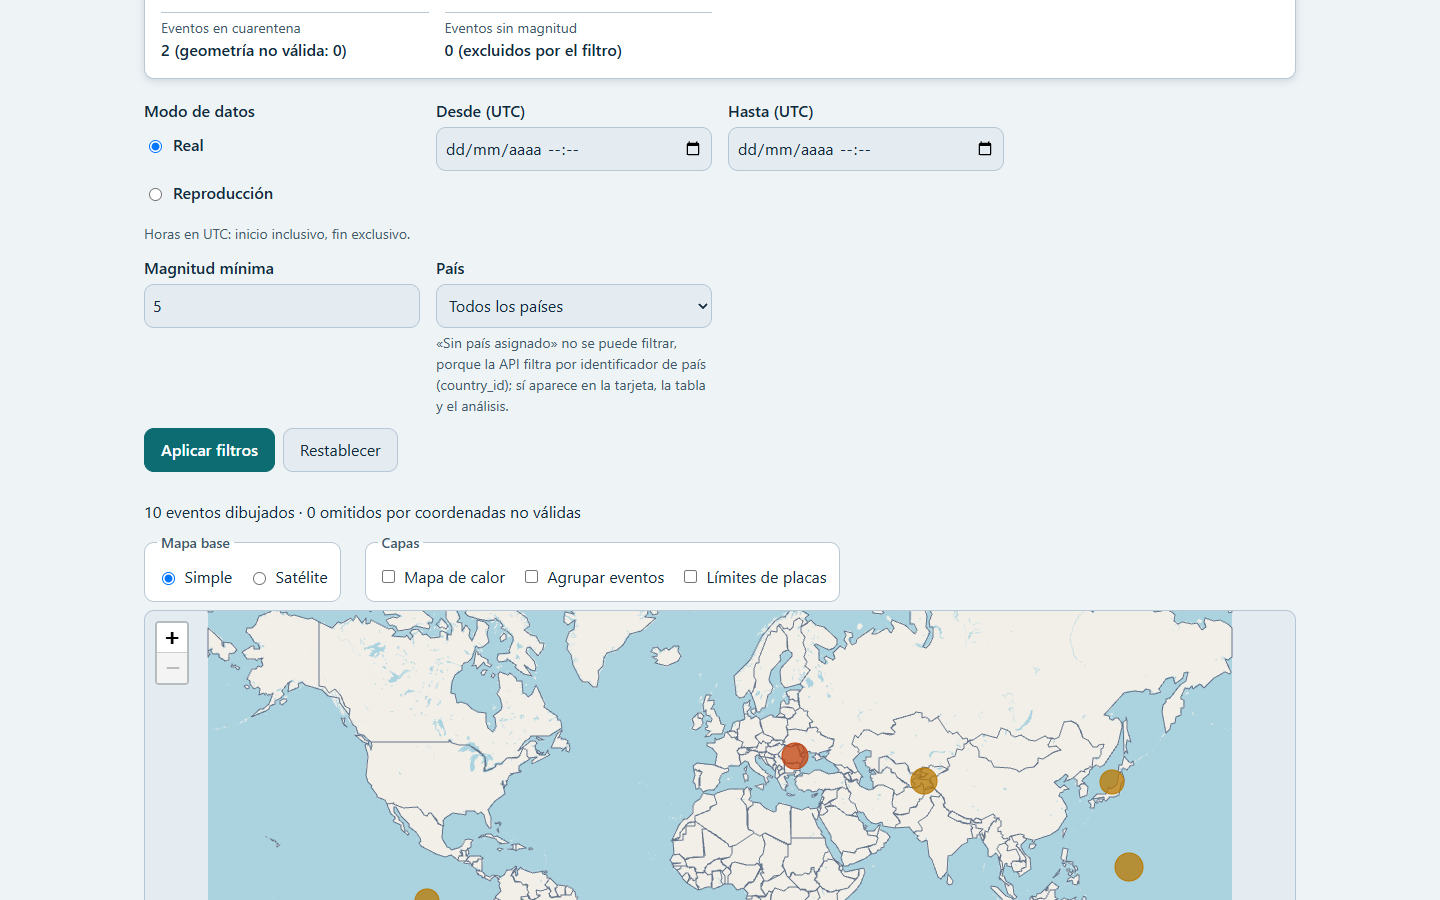 Eventos en cuarentena
2 (geometría no válida: 0)
Eventos sin magnitud
0 (excluidos por el filtro)
Modo de datos
Real
Reproducción
Desde (UTC)
dd/mm/aaaa --:--
Hasta (UTC)
dd/mm/aaaa --:--
Horas en UTC: inicio inclusivo, fin exclusivo.
Magnitud mínima
5
País
Todos los países
«Sin país asignado» no se puede filtrar,
porque la API filtra por identificador de país
(country_id); sí aparece en la tarjeta, la tabla
y el análisis.
Aplicar filtros
Restablecer
10 eventos dibujados · 0 omitidos por coordenadas no válidas
Mapa base
Simple
Satélite
Capas
Mapa de calor
Agrupar eventos
Límites de placas
+
−